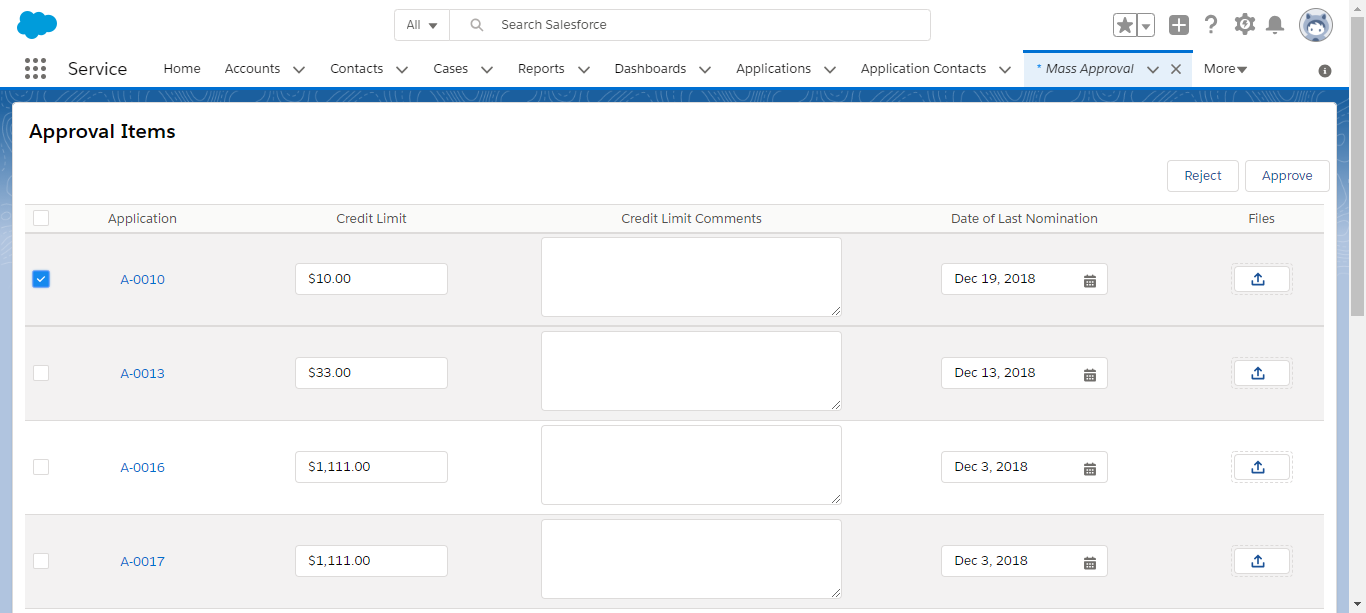 All Search Salesforce
Service Home Accounts Contacts Cases Reports Dashboards Applications Application Contacts * Mass Approval More
Approval Items
Reject Approve
Application Credit Limit Credit Limit Comments Date of Last Nomination Files
A-0010 $10.00 Dec 19, 2018
A-0013 $33.00 Dec 13, 2018
A-0016 $1,111.00 Dec 3, 2018
A-0017 $1,111.00 Dec 3, 2018